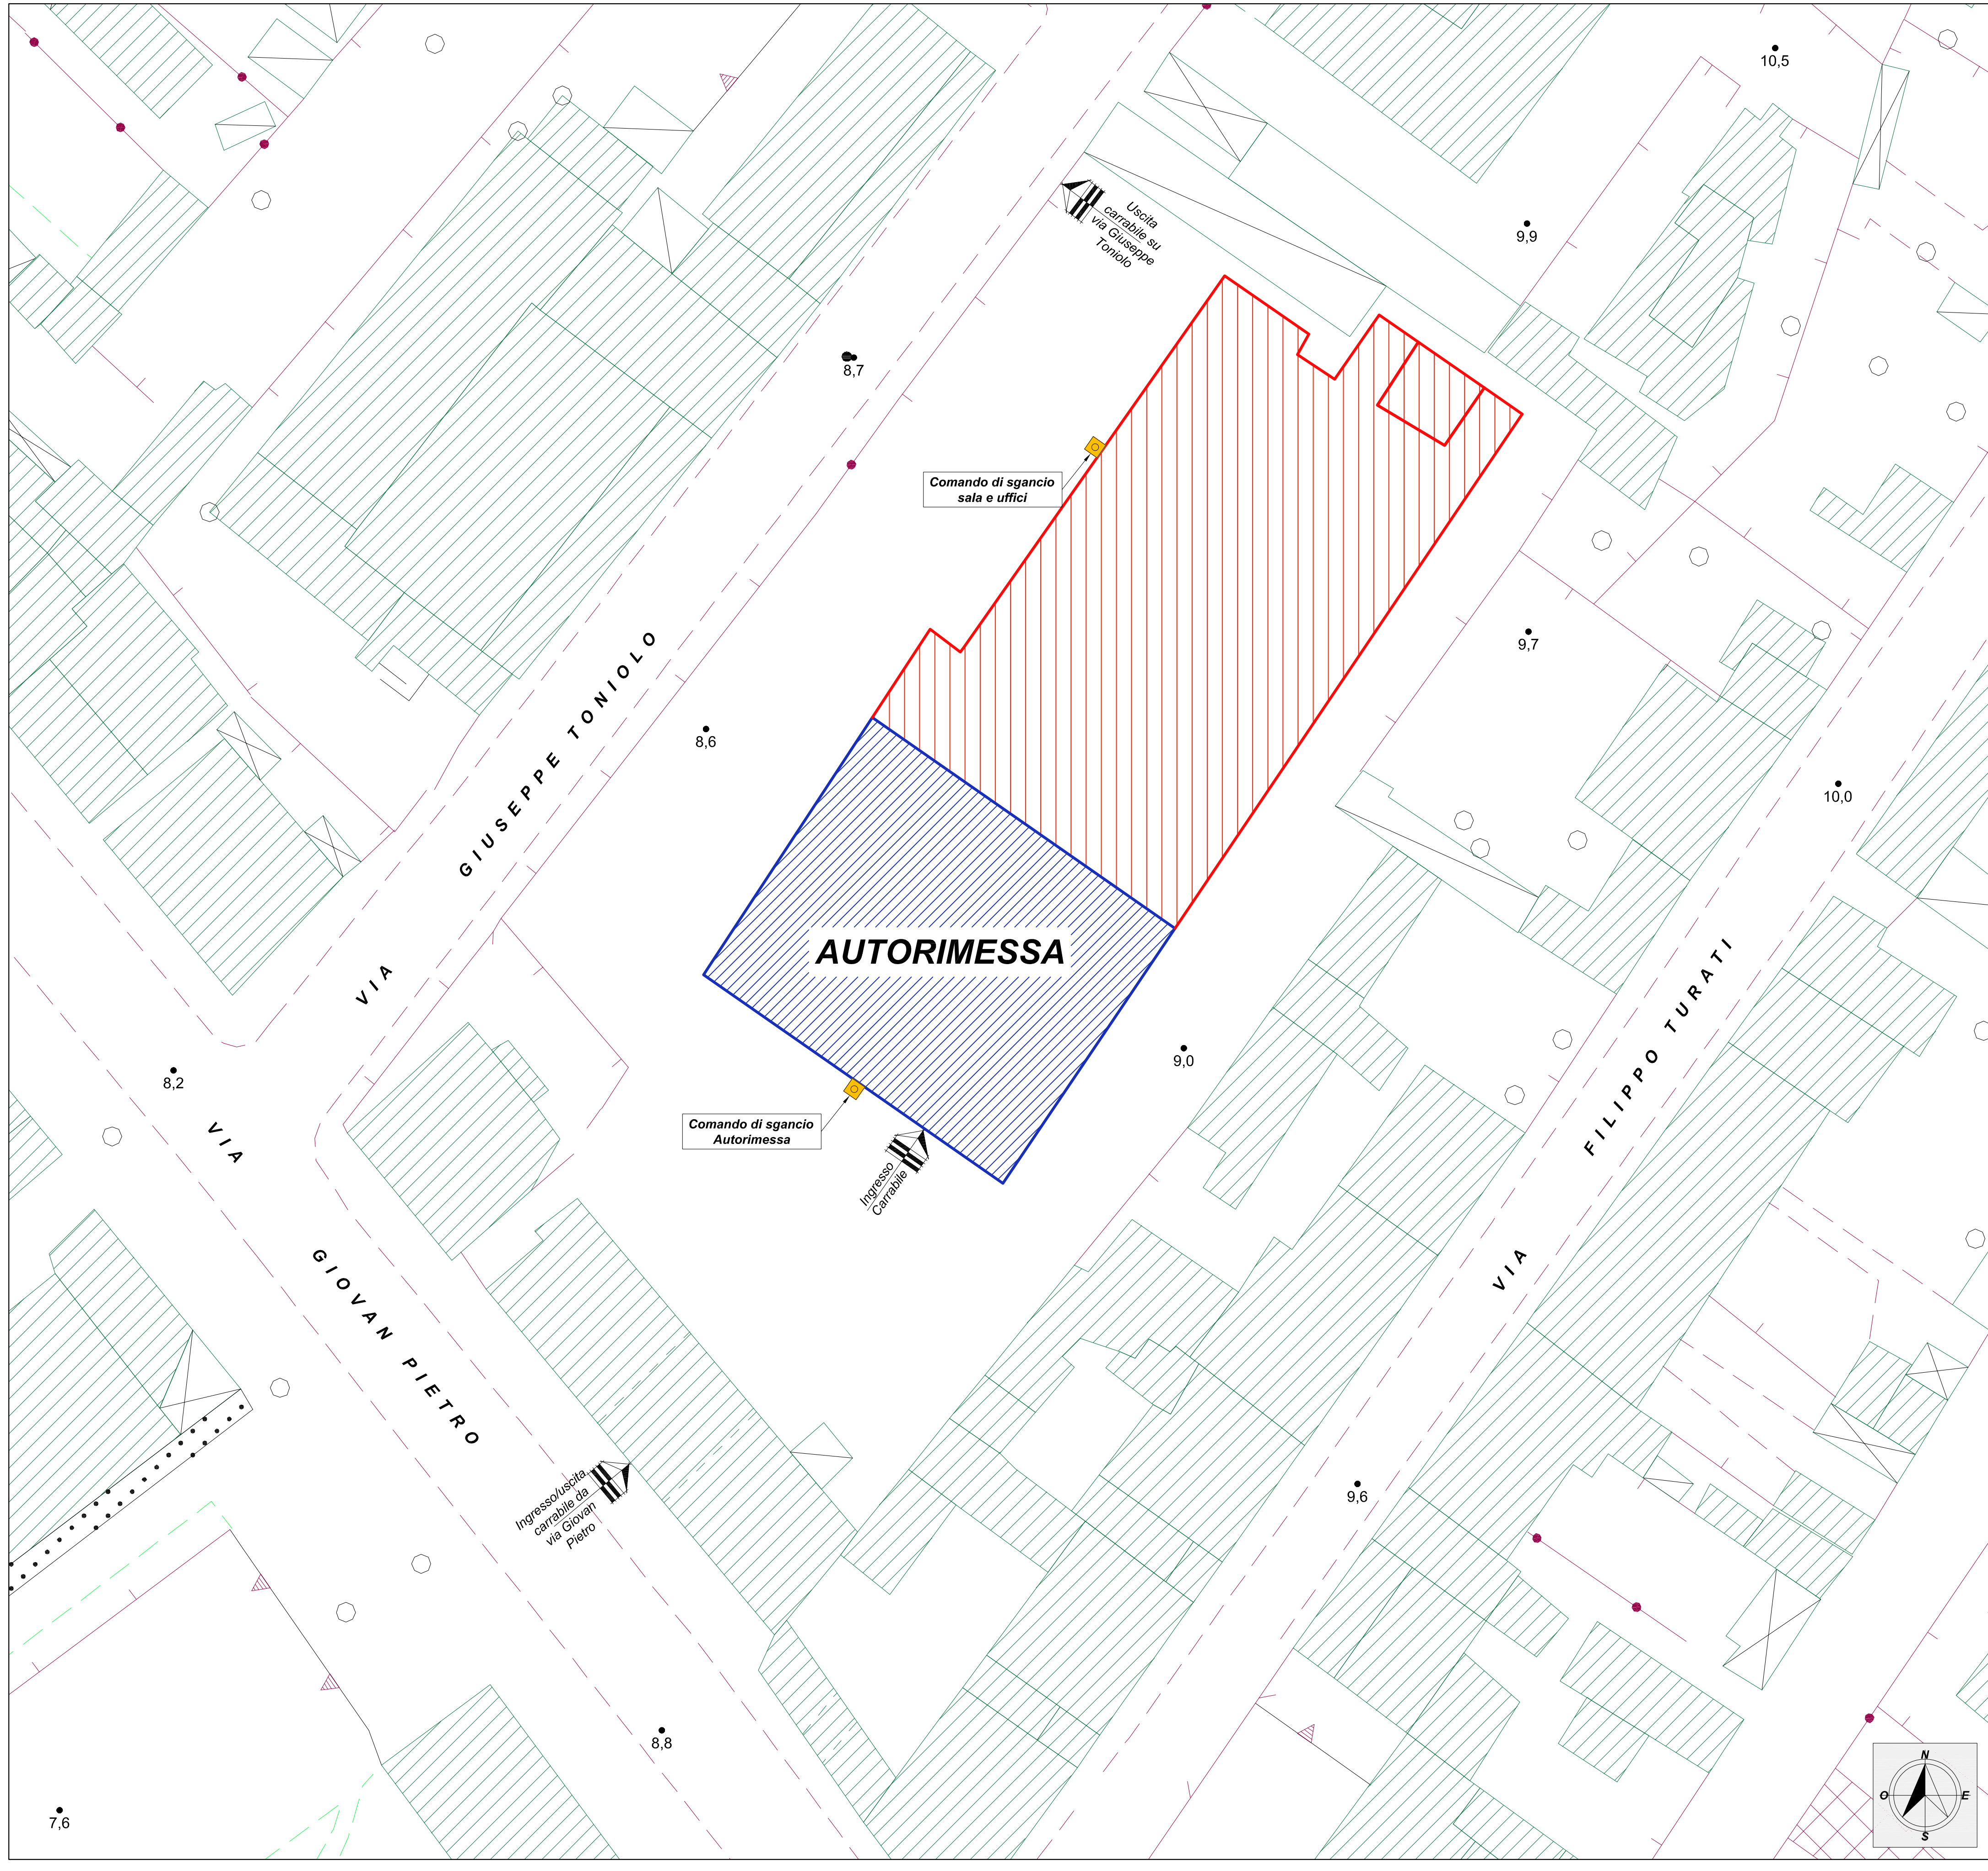 10,5
Uscita
carrabile su
via Giuseppe
Toniolo
9,9
8,7
Comando di sgancio
sala e uffici
9,7
VIA GIUSEPPE TONIOLO
8,6
10,0
AUTORIMESSA
VIA FILIPPO TURATI
9,0
8,2
Comando di sgancio
Autorimessa
Ingresso
Carrabile
VIA GIOVAN PIETRO
Ingresso/uscita
carrabile da
via Giovan
Pietro
9,6
8,8
7,6
N
O
E
S